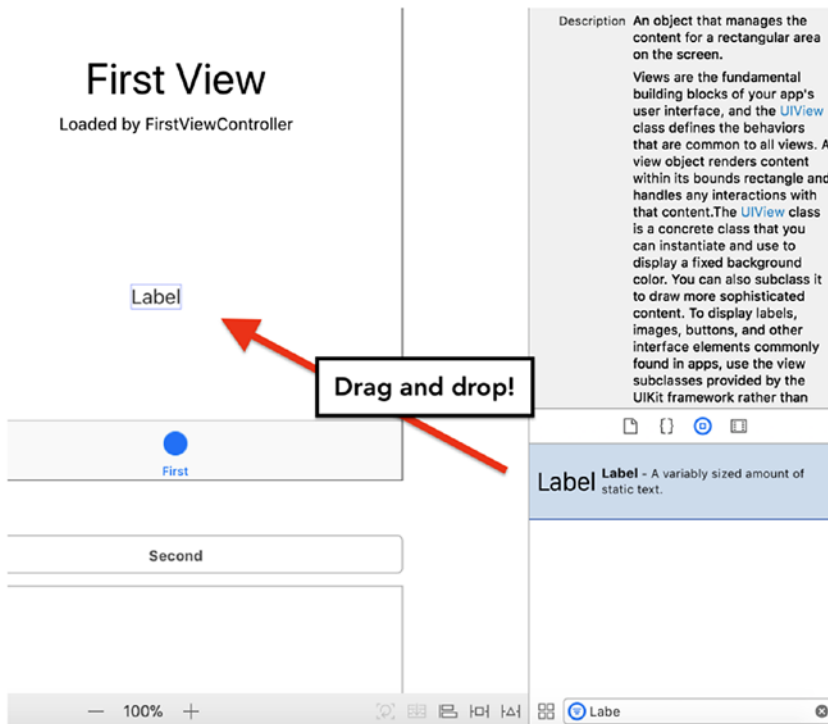 First View
Loaded by FirstViewController
Label
Drag and drop!
First
Second
100%
Description An object that manages the
content for a rectangular area
on the screen.
Views are the fundamental
building blocks of your app's
user interface, and the UIView
class defines the behaviors
that are common to all views. A
view object renders content
within its bounds rectangle and
handles any interactions with
that content.The UIView class
is a concrete class that you
can instantiate and use to
display a fixed background
color. You can also subclass it
to draw more sophisticated
content. To display labels,
images, buttons, and other
interface elements commonly
found in apps, use the view
subclasses provided by the
UIKit framework rather than
{}
Label Label - A variably sized amount of
static text.
Labe